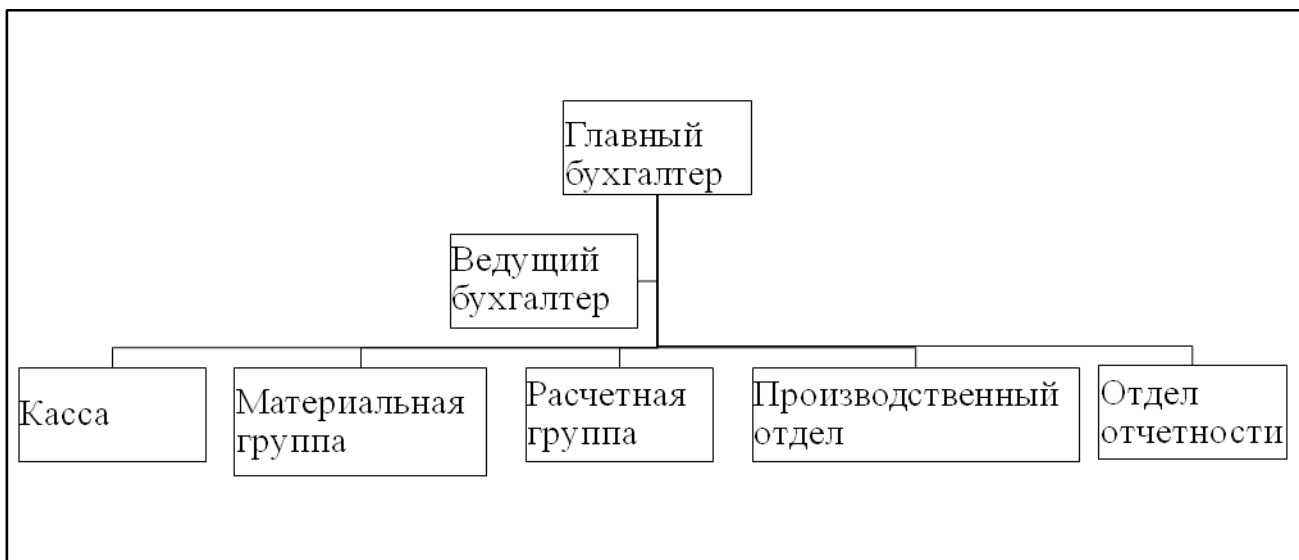 Главный
бухгалтер
Ведущий
бухгалтер
Касса
Материальная
группа
Расчетная
группа
Производственный
отдел
Отдел
отчетности